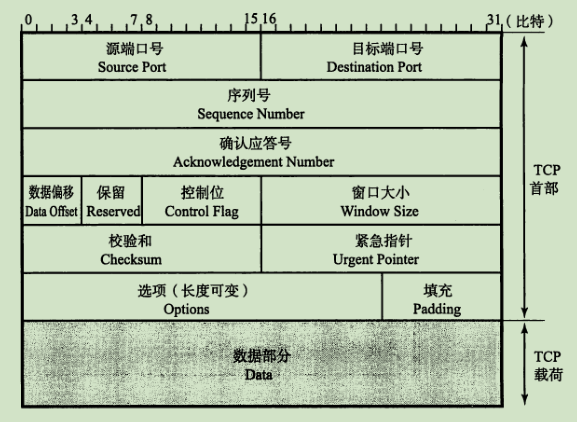 0 3 4 7 8 15 16 31 (比特)
源端口号
Source Port
目标端口号
Destination Port
序列号
Sequence Number
确认应答号
Acknowledgement Number
数据偏移
Data Offset
保留
Reserved
控制位
Control Flag
窗口大小
Window Size
校验和
Checksum
紧急指针
Urgent Pointer
选项(长度可变)
Options
填充
Padding
TCP
首部
数据部分
Data
TCP
载荷